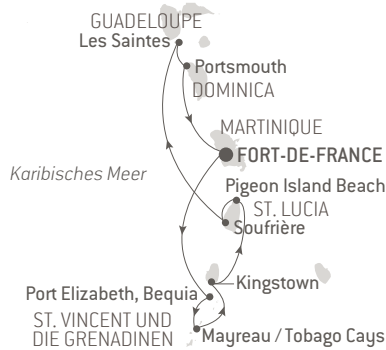 GUADELOUPE
Les Saintes
Portsmouth
DOMINICA
MARTINIQUE
FORT-DE-FRANCE
Karibisches Meer
Pigeon Island Beach
ST. LUCIA
Soufrière
Kingstown
Port Elizabeth, Bequia
ST. VINCENT UND
DIE GRENADINEN
Mayreau / Tobago Cays